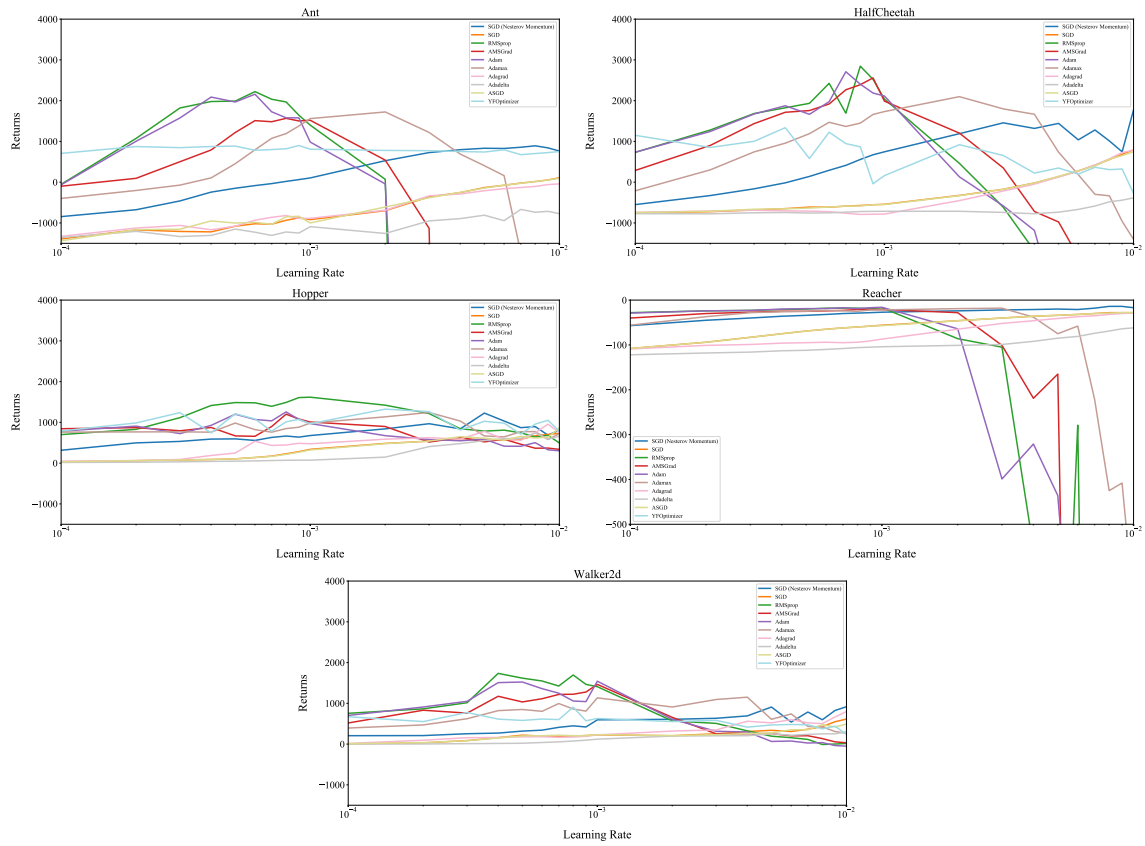 Ant
4000
3000
2000
1000
0
−1000
Returns
10⁻⁴
10⁻³
10⁻²
Learning Rate
SGD (Nesterov Momentum)
SGD
RMSprop
AMSGrad
Adam
Adamax
Adagrad
Adadelta
ASGD
YFOptimizer
HalfCheetah
4000
3000
2000
1000
0
−1000
Returns
10⁻⁴
10⁻³
10⁻²
Learning Rate
SGD (Nesterov Momentum)
SGD
RMSprop
AMSGrad
Adam
Adamax
Adagrad
Adadelta
ASGD
YFOptimizer
Hopper
4000
3000
2000
1000
0
−1000
Returns
10⁻⁴
10⁻³
10⁻²
Learning Rate
SGD (Nesterov Momentum)
SGD
RMSprop
AMSGrad
Adam
Adamax
Adagrad
Adadelta
ASGD
YFOptimizer
Reacher
0
−100
−200
−300
−400
−500
Returns
10⁻⁴
10⁻³
10⁻²
Learning Rate
SGD (Nesterov Momentum)
SGD
RMSprop
AMSGrad
Adam
Adamax
Adagrad
Adadelta
ASGD
YFOptimizer
Walker2d
4000
3000
2000
1000
0
−1000
Returns
10⁻⁴
10⁻³
10⁻²
Learning Rate
SGD (Nesterov Momentum)
SGD
RMSprop
AMSGrad
Adam
Adamax
Adagrad
Adadelta
ASGD
YFOptimizer